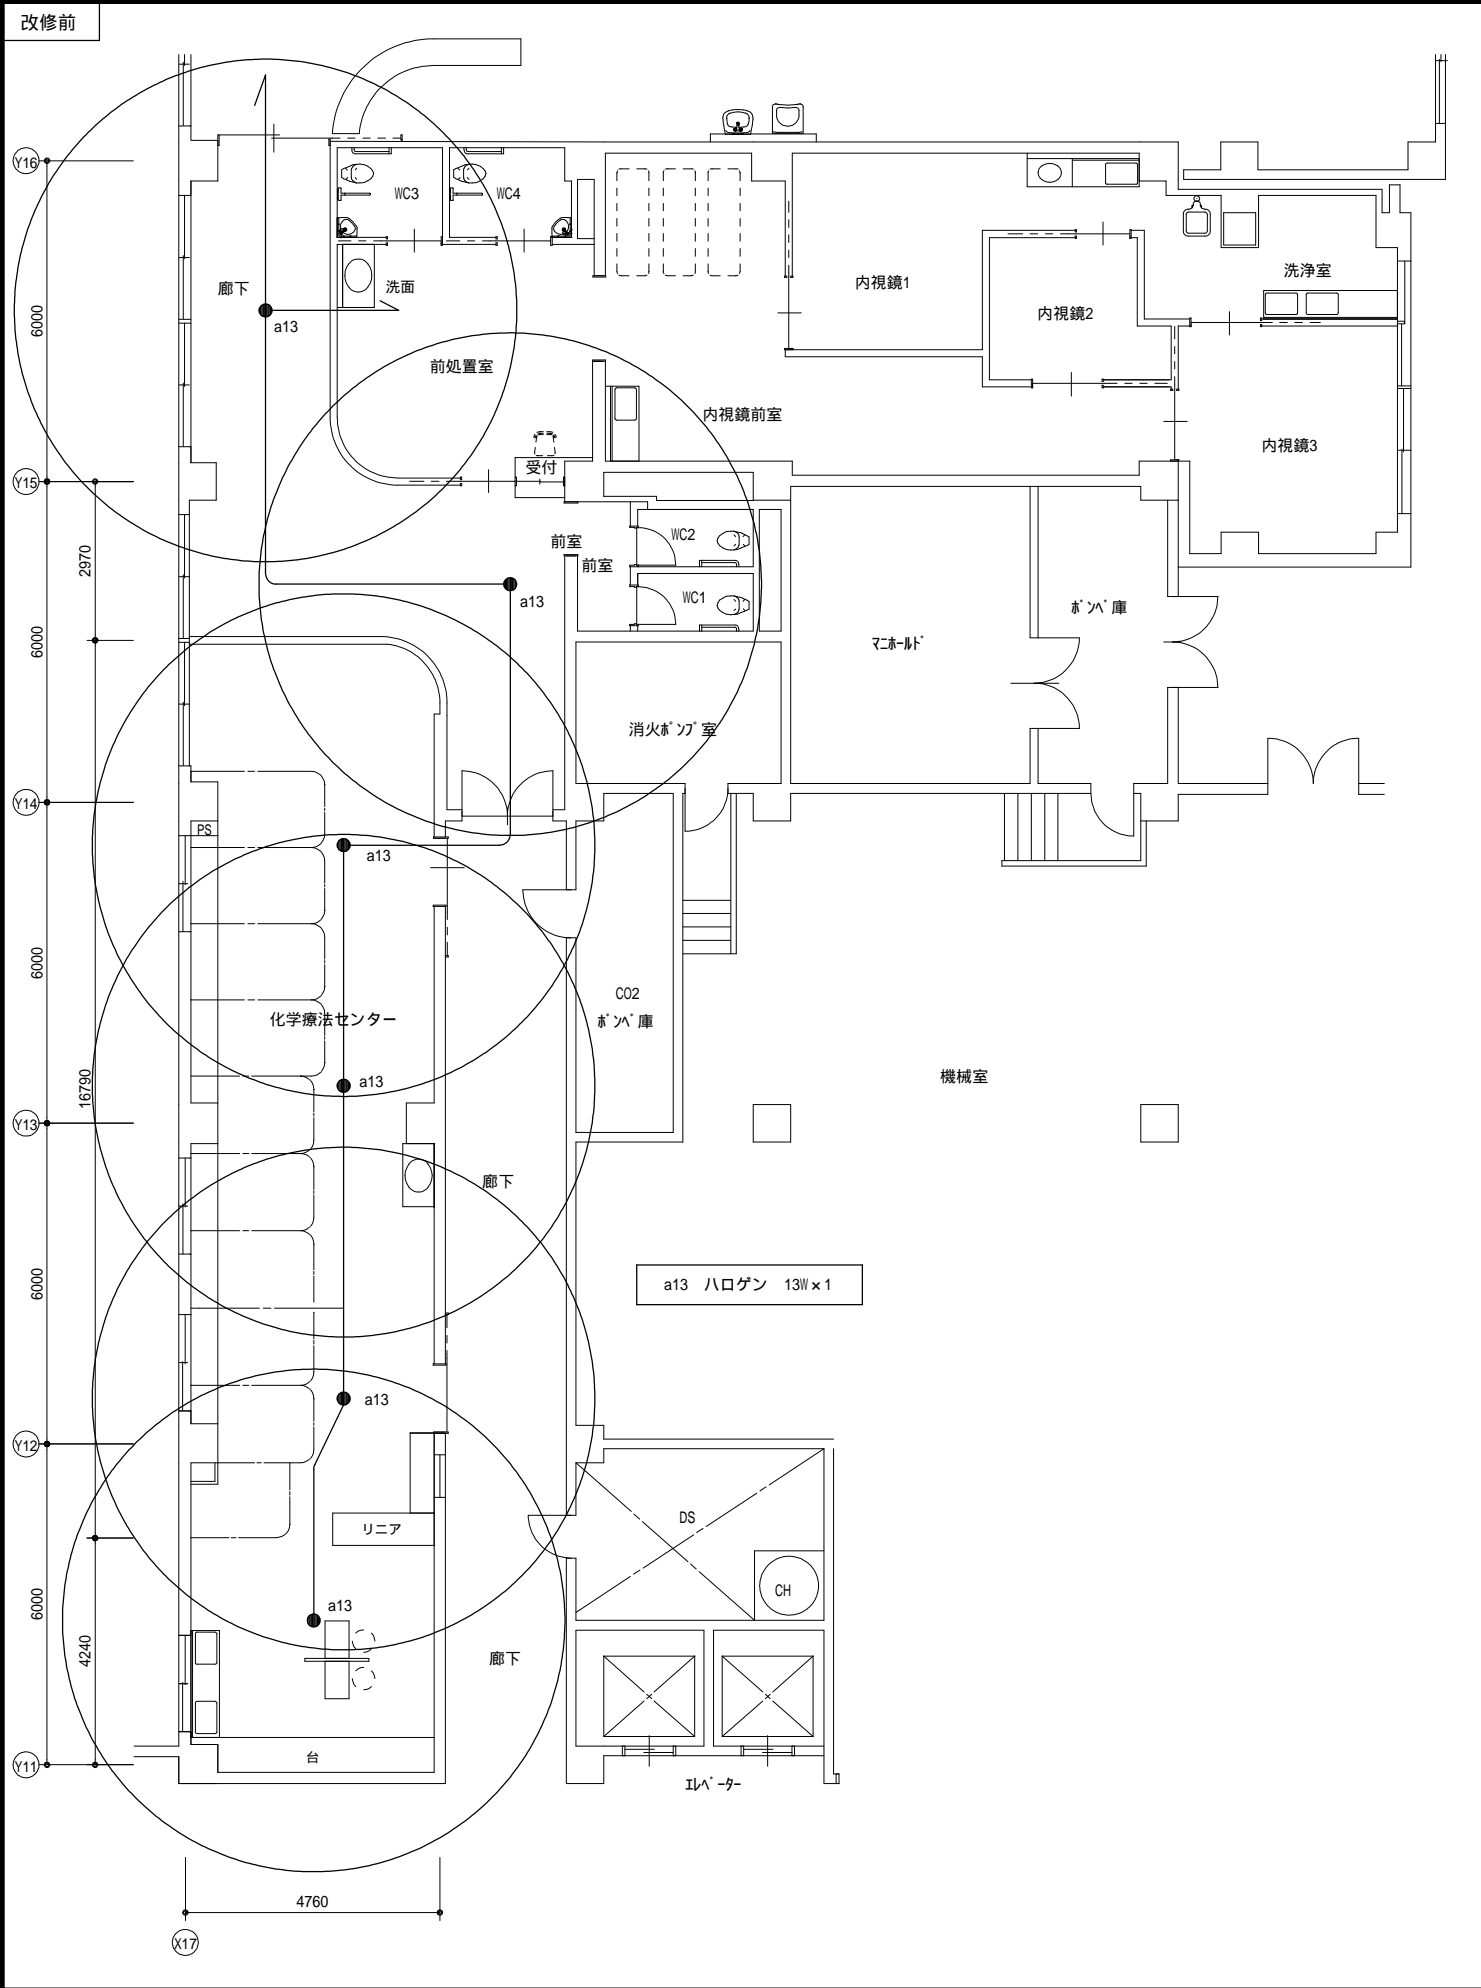 改修前
Y16
WC3
WC4
廊下
洗面
a13
6000
内視鏡1
内視鏡2
洗浄室
前処置室
内視鏡前室
内視鏡3
受付
Y15
2970
前室
前室
WC2
WC1
a13
6000
ﾏﾆﾎｰﾙﾄﾞ
ﾎﾞﾝﾍﾞ庫
消火ﾎﾟﾝﾌﾟ室
Y14
PS
a13
6000
CO2
ﾎﾞﾝﾍﾞ庫
化学療法センター
機械室
a13
16790
Y13
廊下
6000
a13 ハロゲン 13W×1
a13
Y12
リニア
DS
CH
a13
6000
4240
廊下
台
Y11
ｴﾚﾍﾞｰﾀｰ
4760
X17